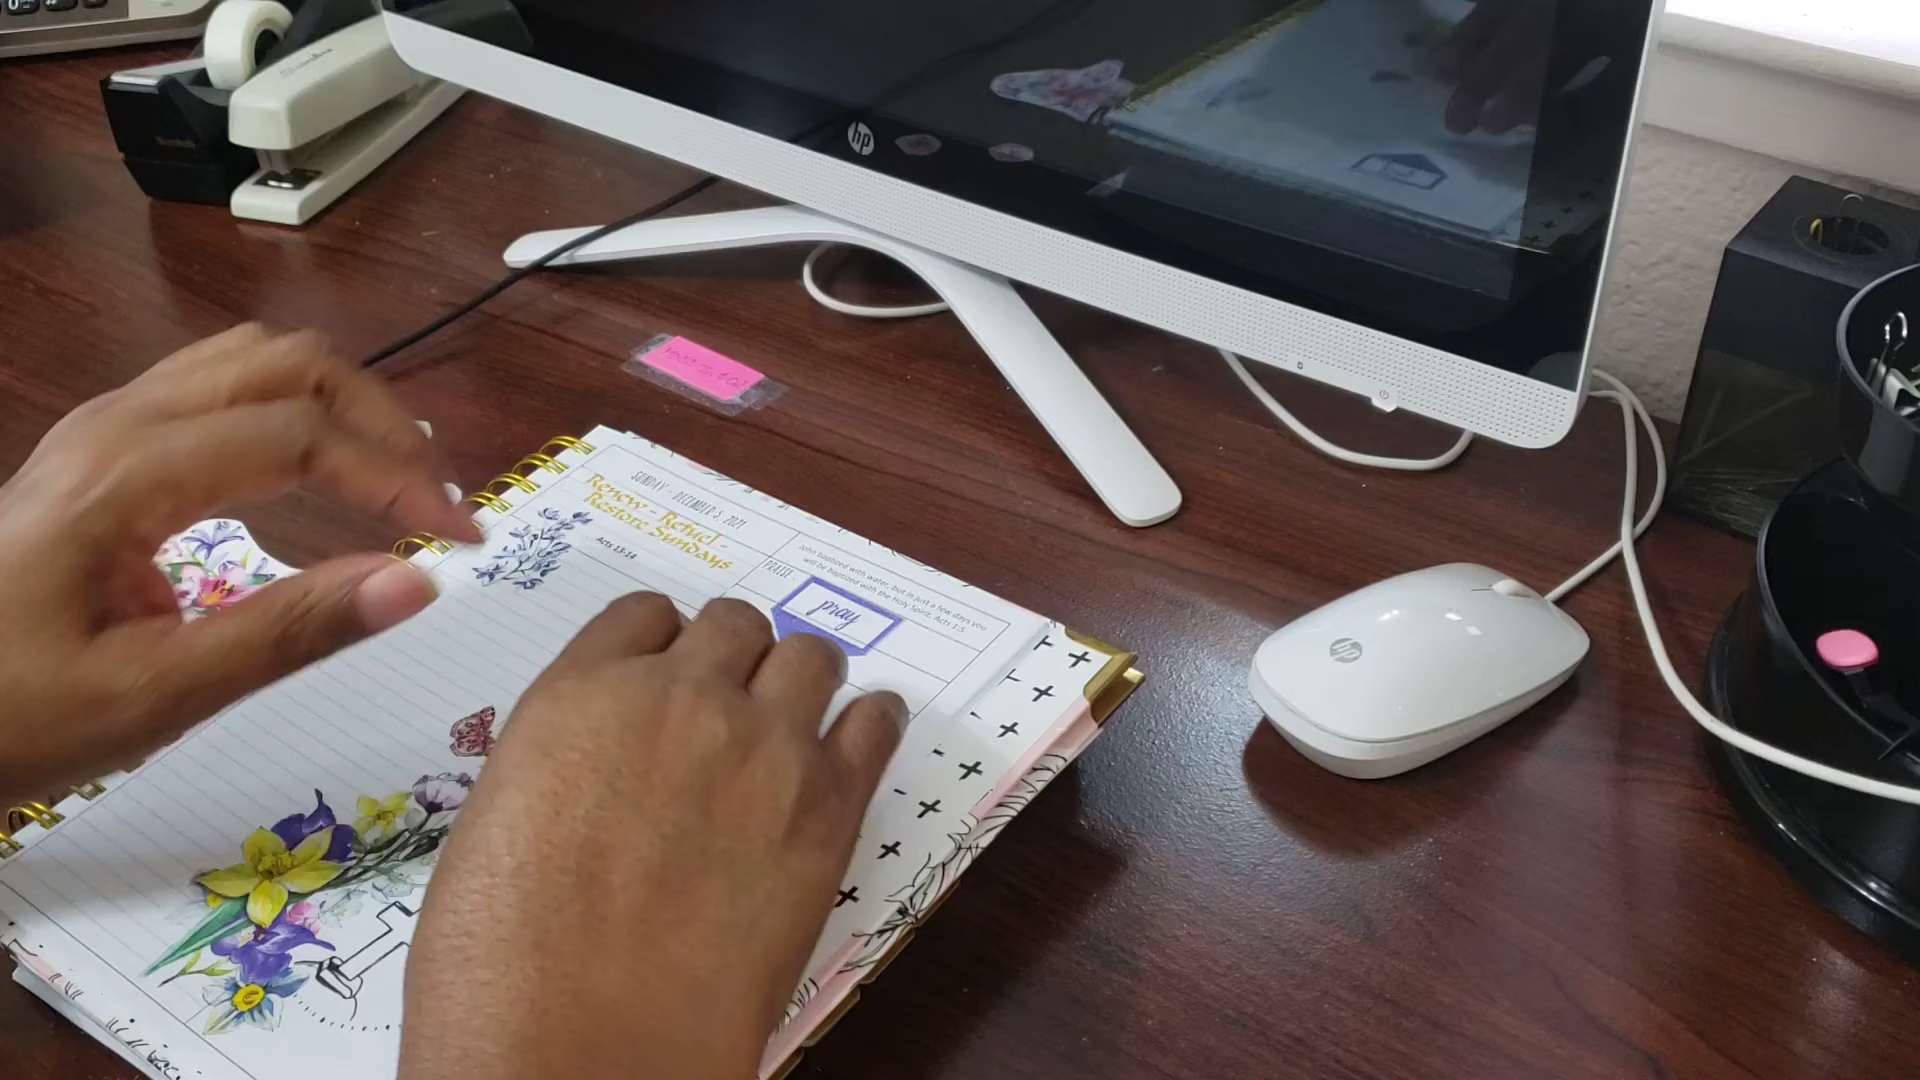 hp
SUNDAY - DECEMBER 5, 2021
Renew - Refuel -
Restore Sundays
Acts 13-14
John baptized with water, but in just a few days you
will be baptized with the Holy Spirit. Acts 1:5
PRAISE:
pray
hp